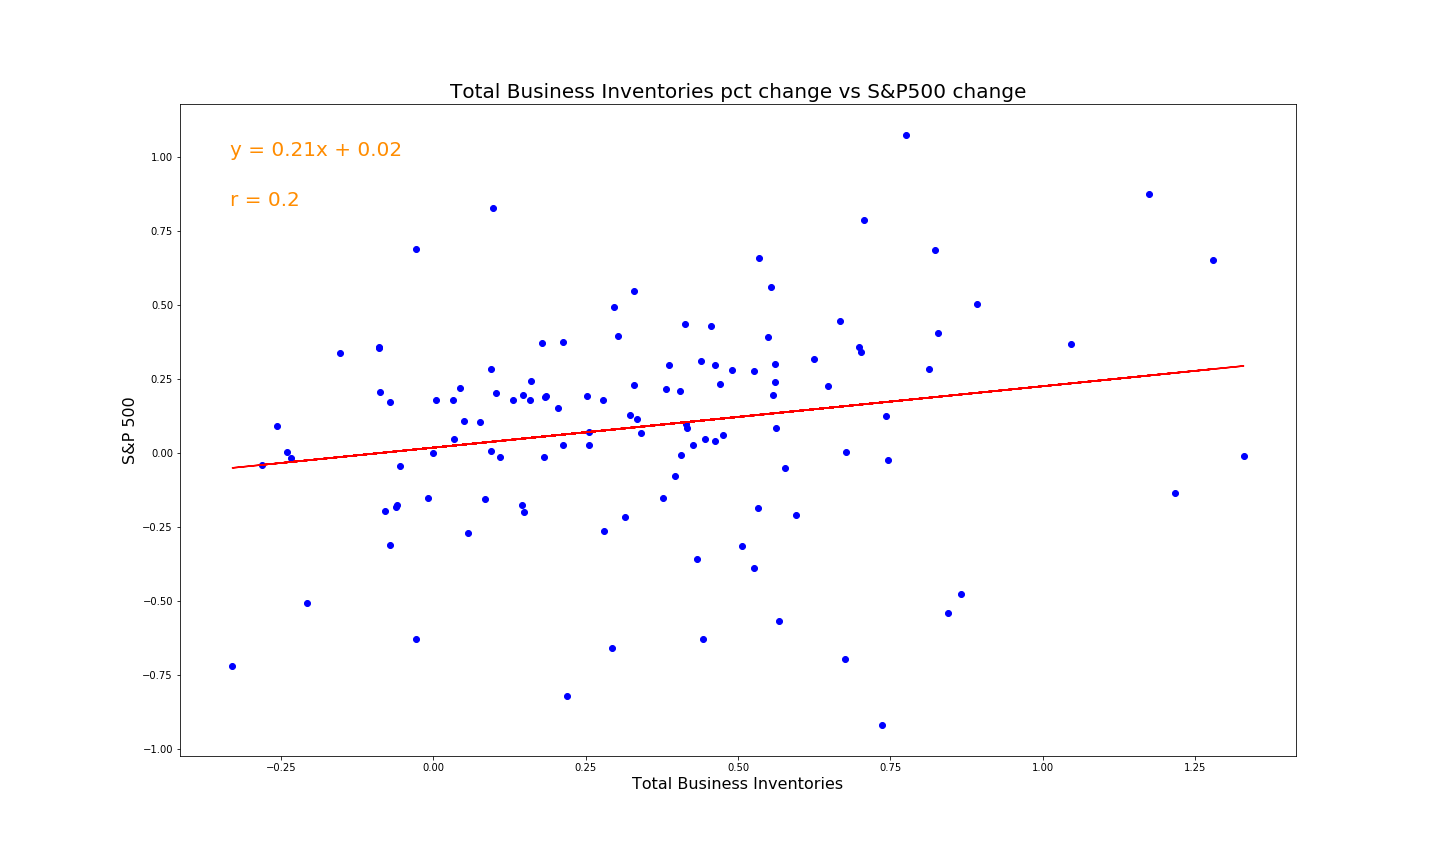 Total Business Inventories pct change vs S&P500 change
y = 0.21x + 0.02
r = 0.2
1.00
0.75
0.50
0.25
0.00
−0.25
−0.50
−0.75
−1.00
S&P 500
−0.25 0.00 0.25 0.50 0.75 1.00 1.25
Total Business Inventories